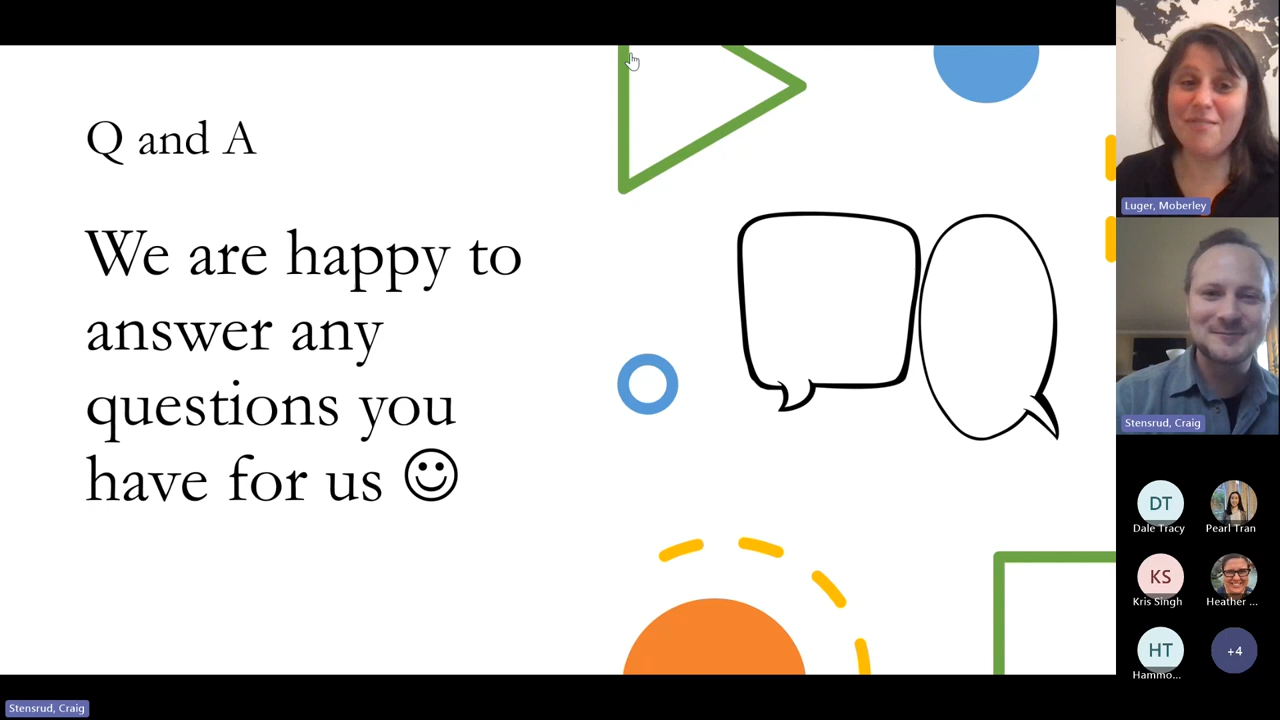 Q and A
We are happy to
answer any
questions you
have for us
Luger, Moberley
Stensrud, Craig
DT
Dale Tracy
Pearl Tran
KS
Kris Singh
Heather ...
HT
Hammo...
+4
Stensrud, Craig